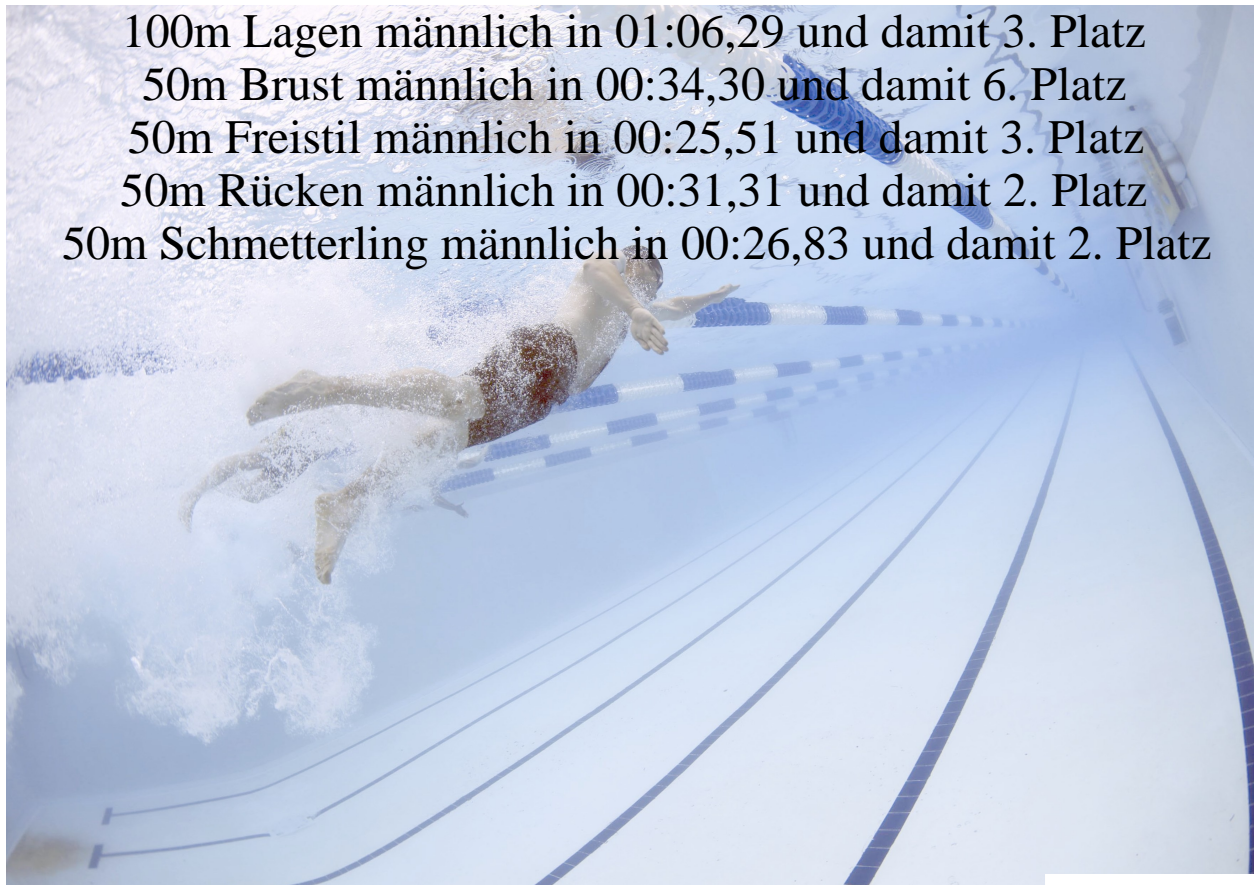 100m Lagen männlich in 01:06,29 und damit 3. Platz
50m Brust männlich in 00:34,30 und damit 6. Platz
50m Freistil männlich in 00:25,51 und damit 3. Platz
50m Rücken männlich in 00:31,31 und damit 2. Platz
50m Schmetterling männlich in 00:26,83 und damit 2. Platz